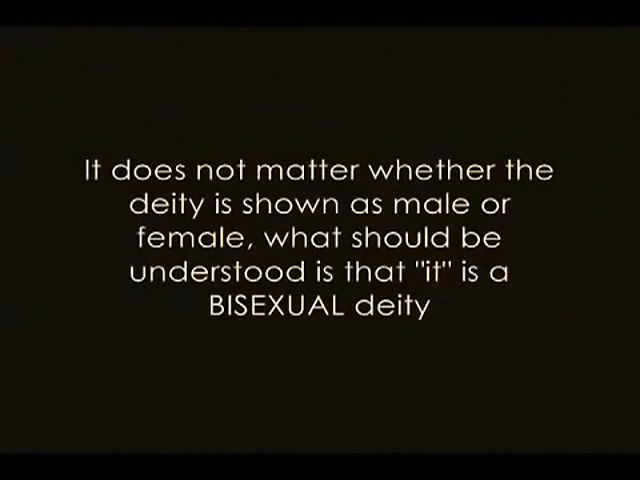 It does not matter whether the
deity is shown as male or
female, what should be
understood is that "it" is a
BISEXUAL deity